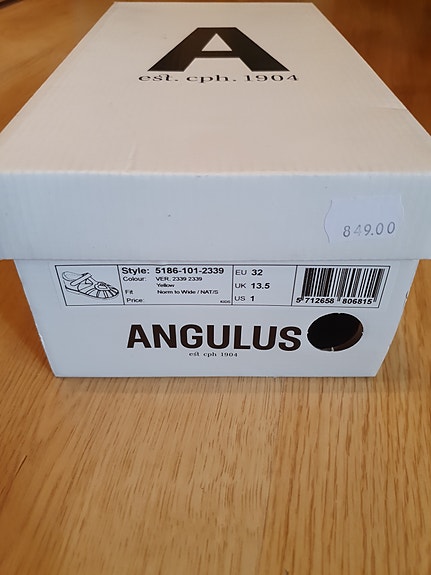 A
est. cph. 1904
849.00
Style: 5186-101-2339
Colour: VER. 2339 2339
Yellow
Fit Norm to Wide / NAT/S
Price: KIDS
EU 32
UK 13.5
US 1
5 712658 806815
ANGULUS
est cph 1904